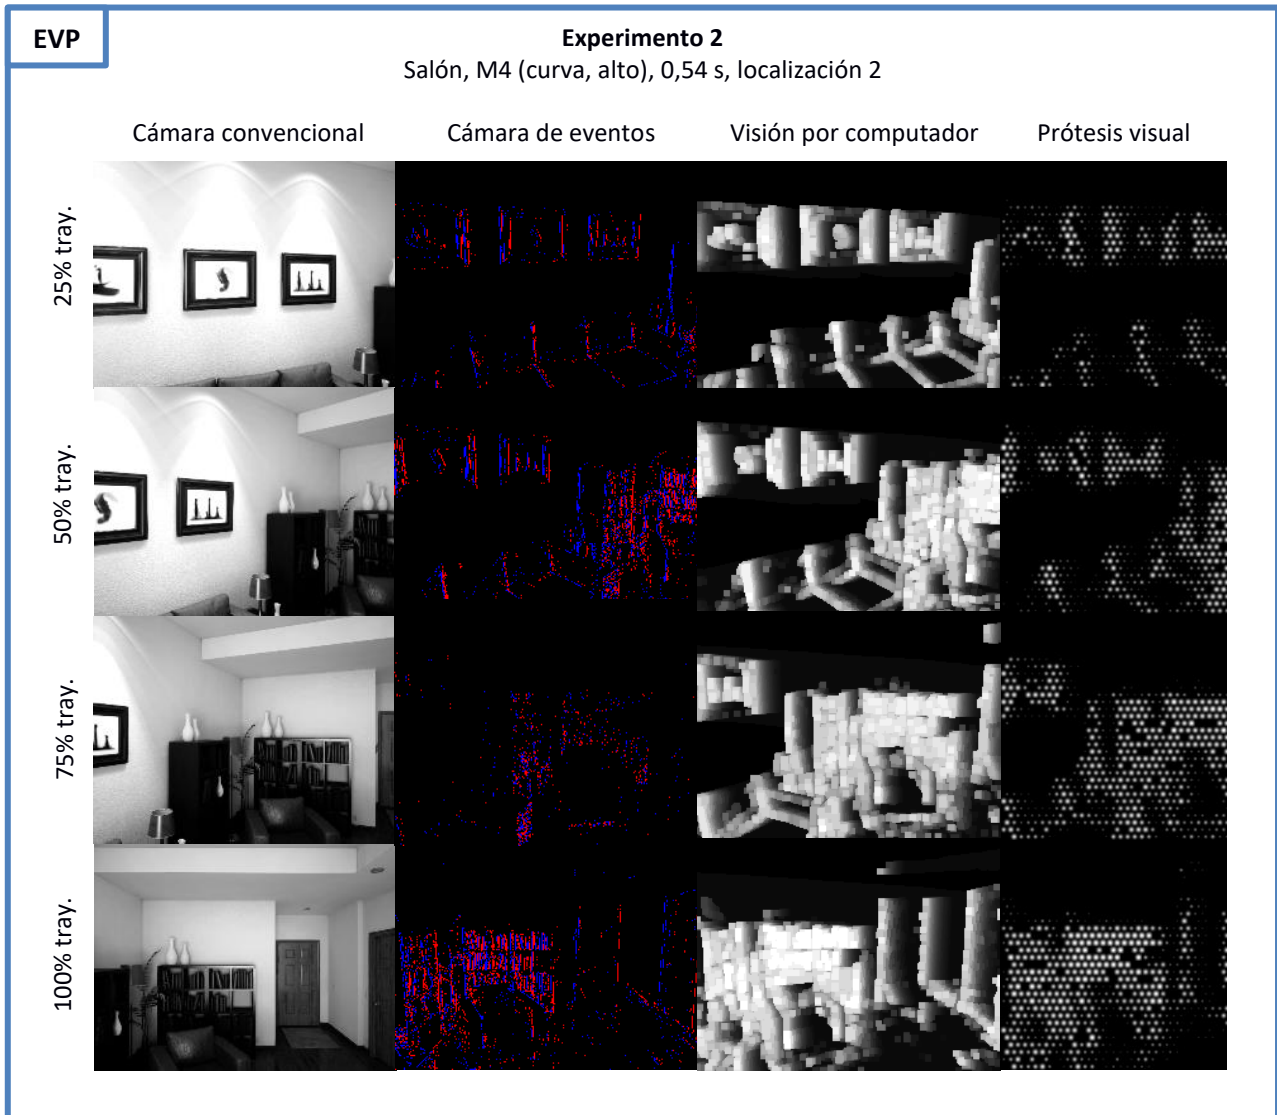 EVP
Experimento 2
Salón, M4 (curva, alto), 0,54 s, localización 2
Cámara convencional Cámara de eventos Visión por computador Prótesis visual
25% tray.
50% tray.
75% tray.
100% tray.